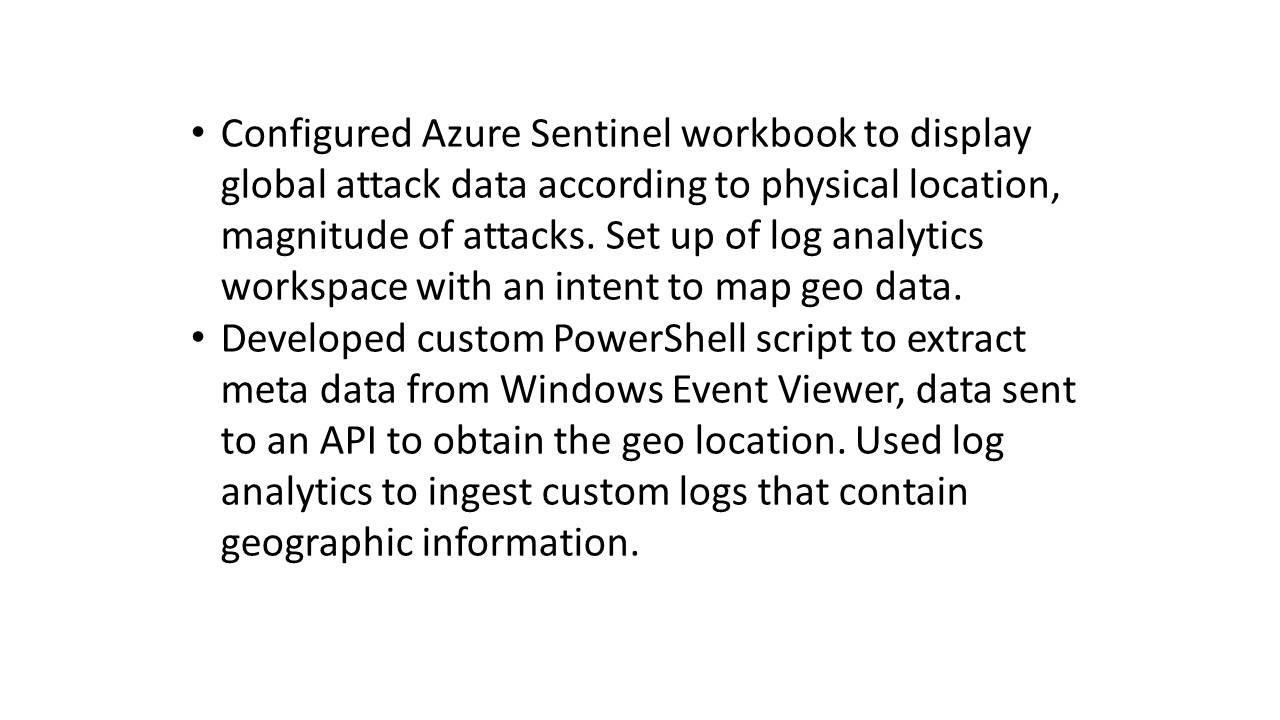 • Configured Azure Sentinel workbook to display
global attack data according to physical location,
magnitude of attacks. Set up of log analytics
workspace with an intent to map geo data.
• Developed custom PowerShell script to extract
meta data from Windows Event Viewer, data sent
to an API to obtain the geo location. Used log
analytics to ingest custom logs that contain
geographic information.